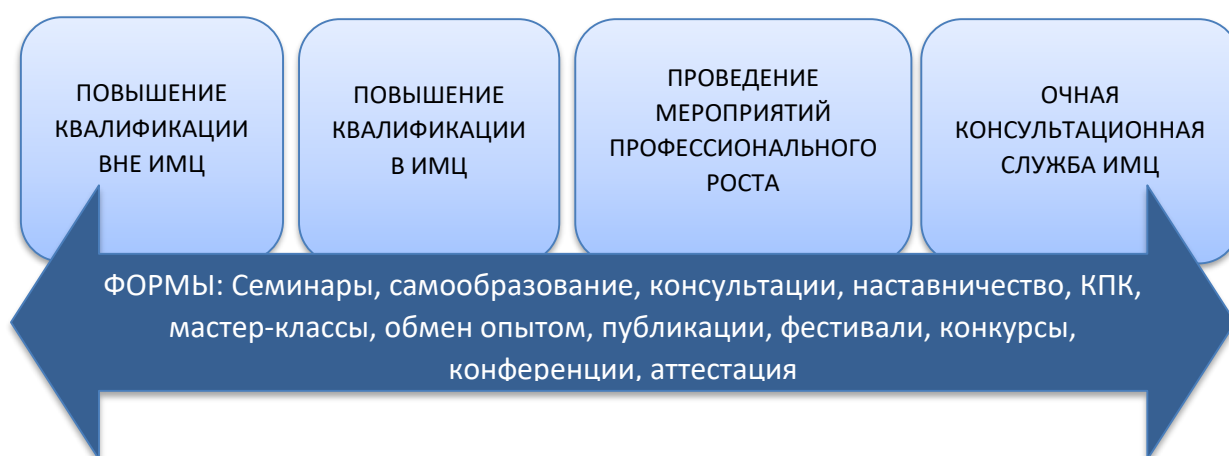 ПОВЫШЕНИЕ
КВАЛИФИКАЦИИ
ВНЕ ИМЦ
ПОВЫШЕНИЕ
КВАЛИФИКАЦИИ
В ИМЦ
ПРОВЕДЕНИЕ
МЕРОПРИЯТИЙ
ПРОФЕССИОНАЛЬНОГО
РОСТА
ОЧНАЯ
КОНСУЛЬТАЦИОННАЯ
СЛУЖБА ИМЦ
ФОРМЫ: Семинары, самообразование, консультации, наставничество, КПК,
мастер-классы, обмен опытом, публикации, фестивали, конкурсы,
конференции, аттестация